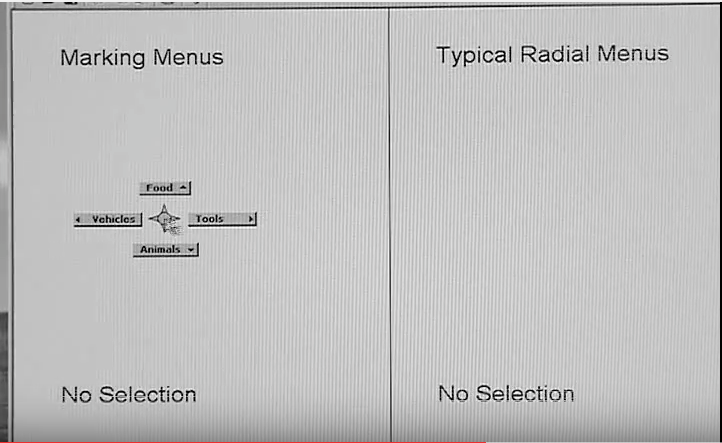 Marking Menus
Typical Radial Menus
Food
Vehicles
Tools
Animals
No Selection
No Selection